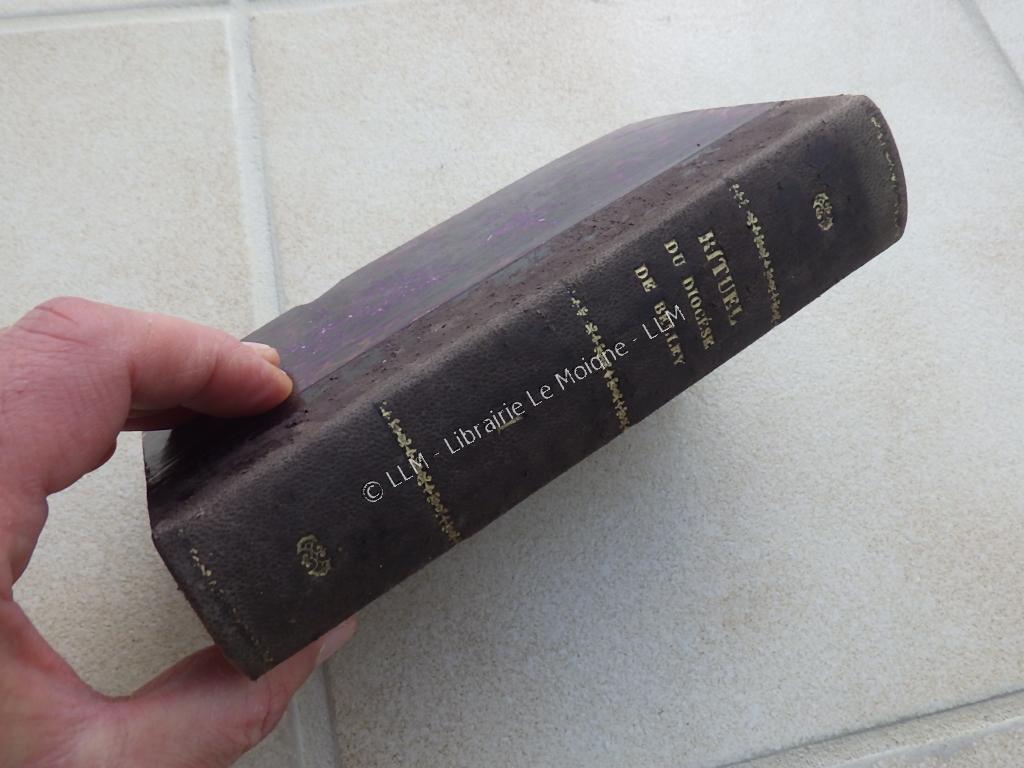 RITUEL
DU DIOCÈSE
DE BELLEY
I
© LLM - Librairie Le Moigne - LLM